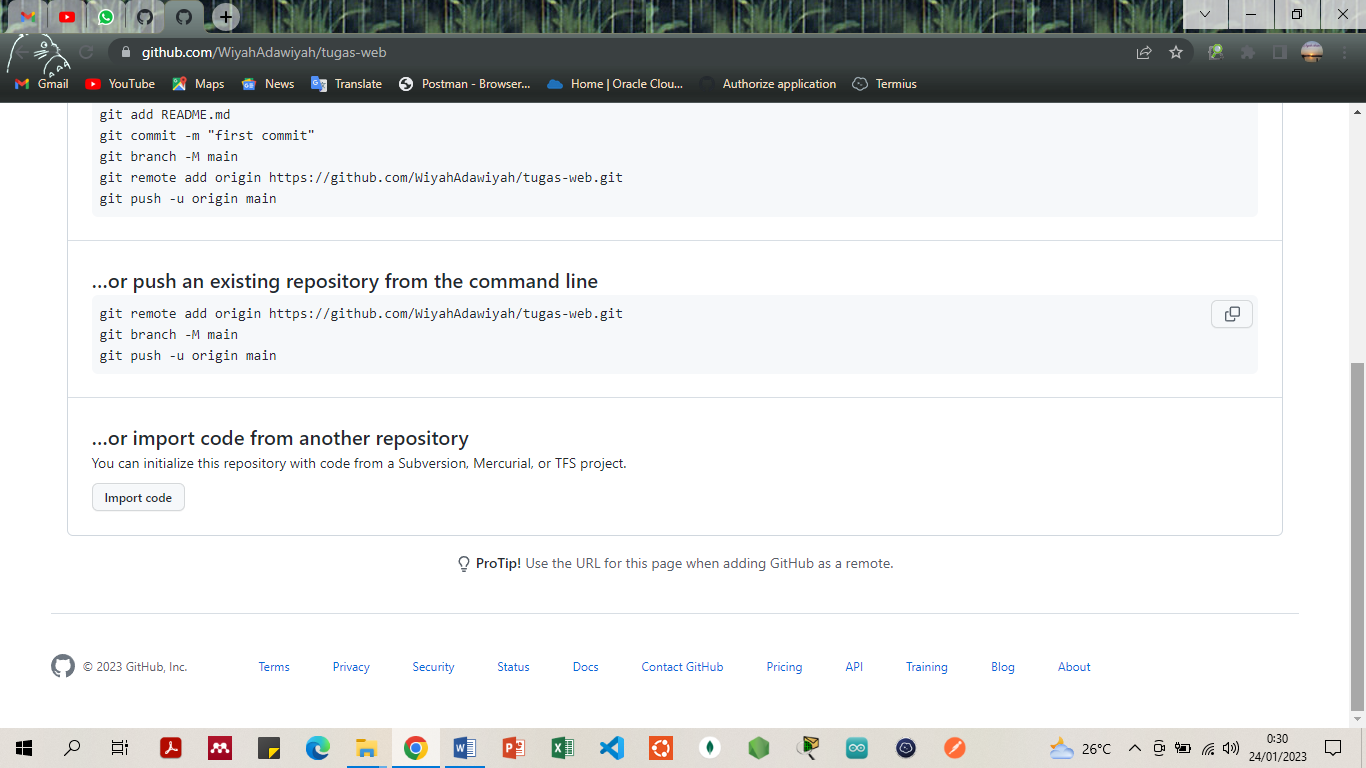 github.com/WiyahAdawiyah/tugas-web
Gmail YouTube Maps News Translate Postman - Browser... Home | Oracle Clou... Authorize application Termius
git add README.md
git commit -m "first commit"
git branch -M main
git remote add origin https://github.com/WiyahAdawiyah/tugas-web.git
git push -u origin main
...or push an existing repository from the command line
git remote add origin https://github.com/WiyahAdawiyah/tugas-web.git
git branch -M main
git push -u origin main
...or import code from another repository
You can initialize this repository with code from a Subversion, Mercurial, or TFS project.
Import code
ProTip! Use the URL for this page when adding GitHub as a remote.
© 2023 GitHub, Inc. Terms Privacy Security Status Docs Contact GitHub Pricing API Training Blog About
26°C
0:30
24/01/2023